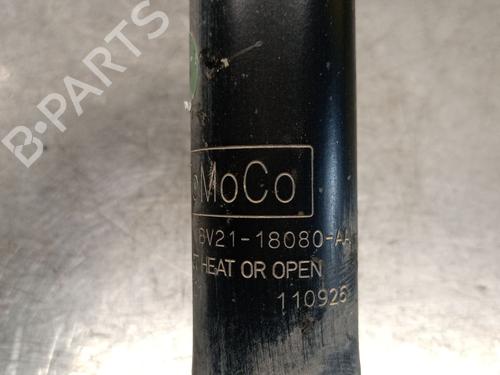 B-PARTS
MoCo
8V21-18080-AA
HEAT OR OPEN
110925